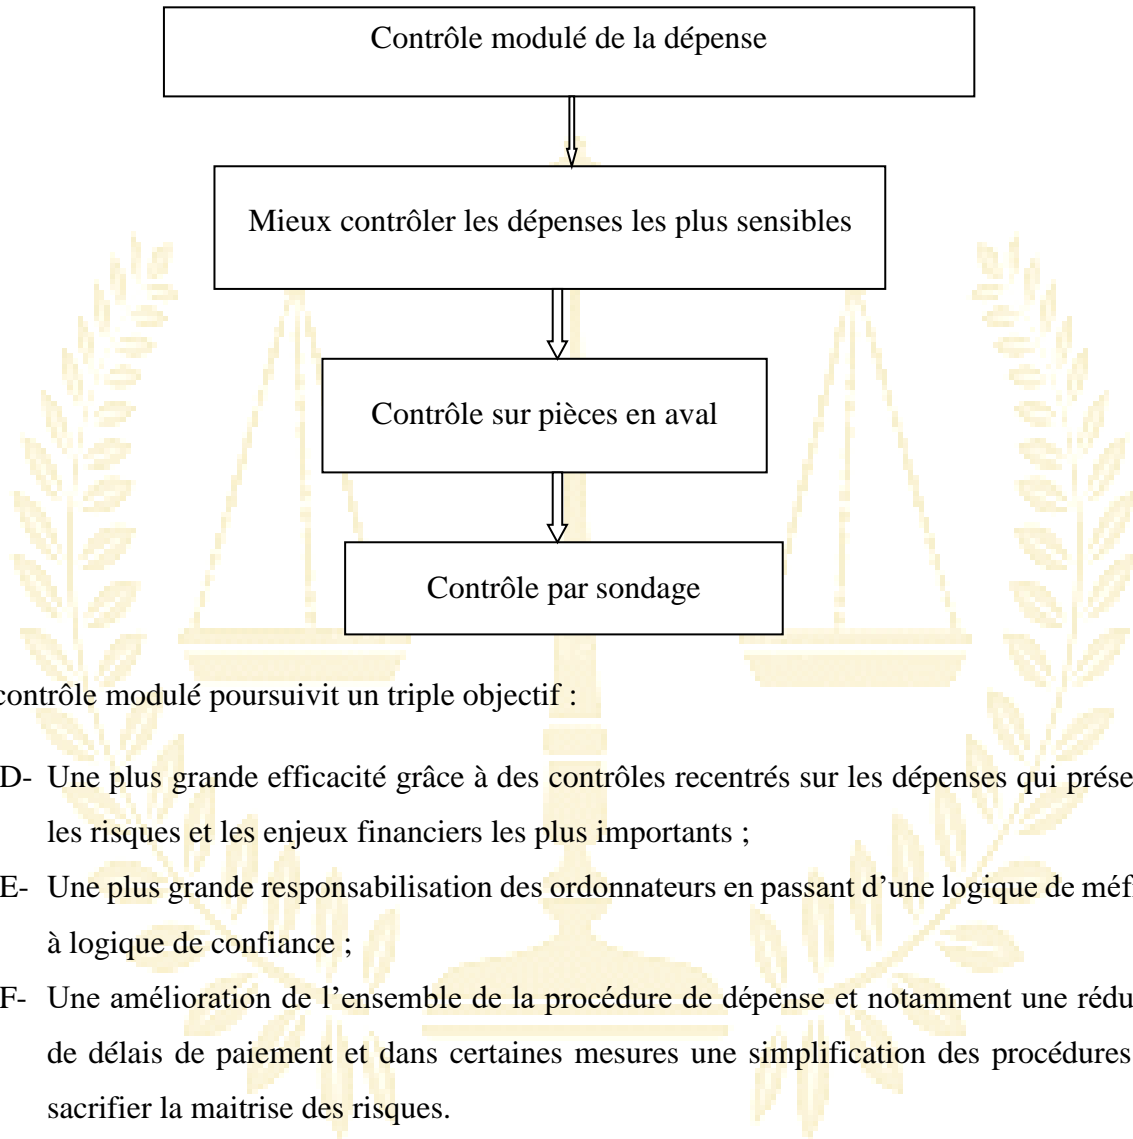 Contrôle modulé de la dépense
Mieux contrôler les dépenses les plus sensibles
Contrôle sur pièces en aval
Contrôle par sondage
contrôle modulé poursuivit un triple objectif :
D- Une plus grande efficacité grâce à des contrôles recentrés sur les dépenses qui prése
les risques et les enjeux financiers les plus importants ;
E- Une plus grande responsabilisation des ordonnateurs en passant d’une logique de méf
à logique de confiance ;
F- Une amélioration de l’ensemble de la procédure de dépense et notamment une rédu
de délais de paiement et dans certaines mesures une simplification des procédures
sacrifier la maitrise des risques.